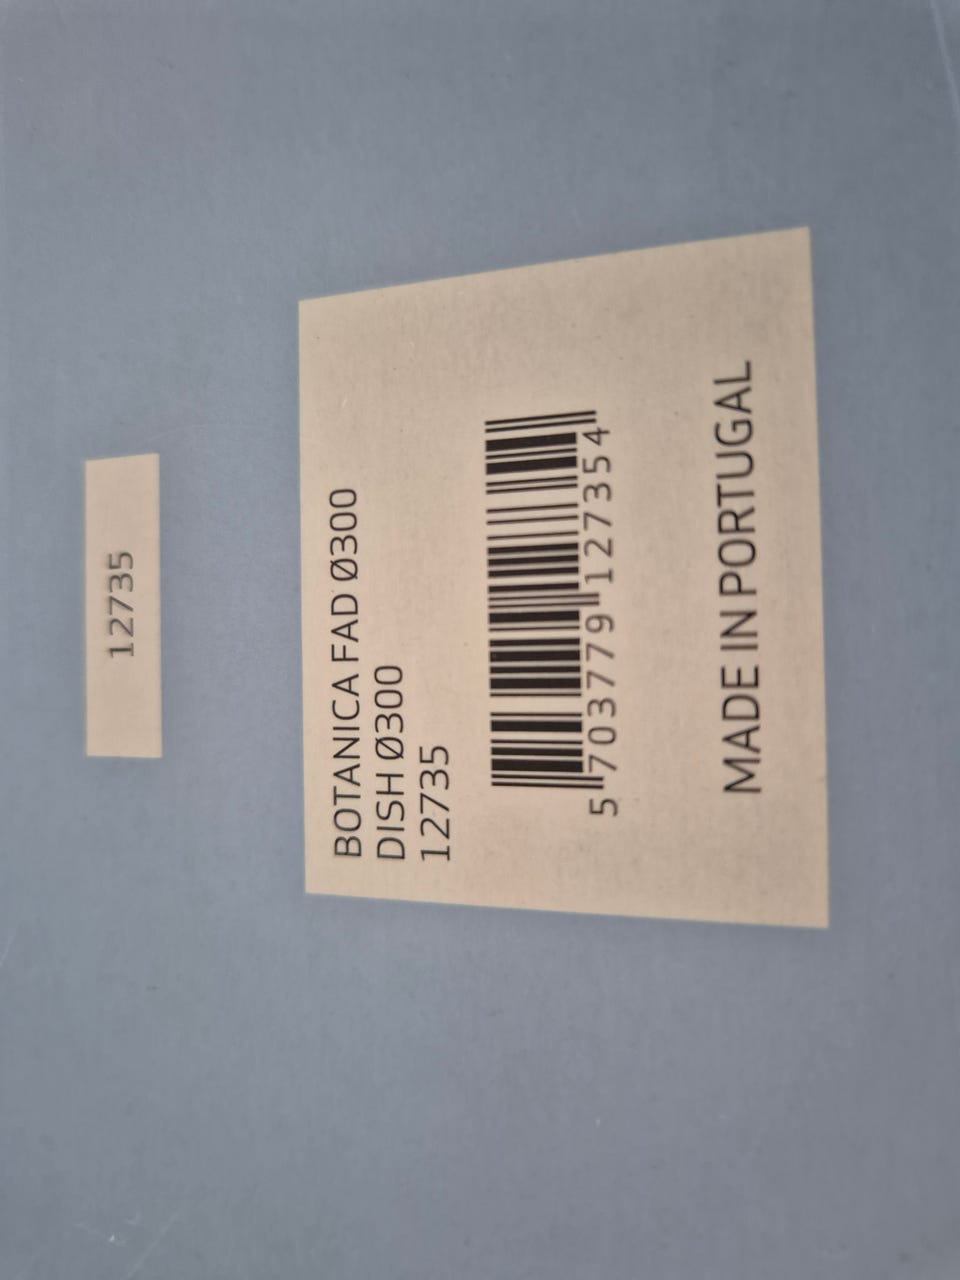 12735
BOTANICA FAD Ø300
DISH Ø300
12735
5 703779 127354
MADE IN PORTUGAL